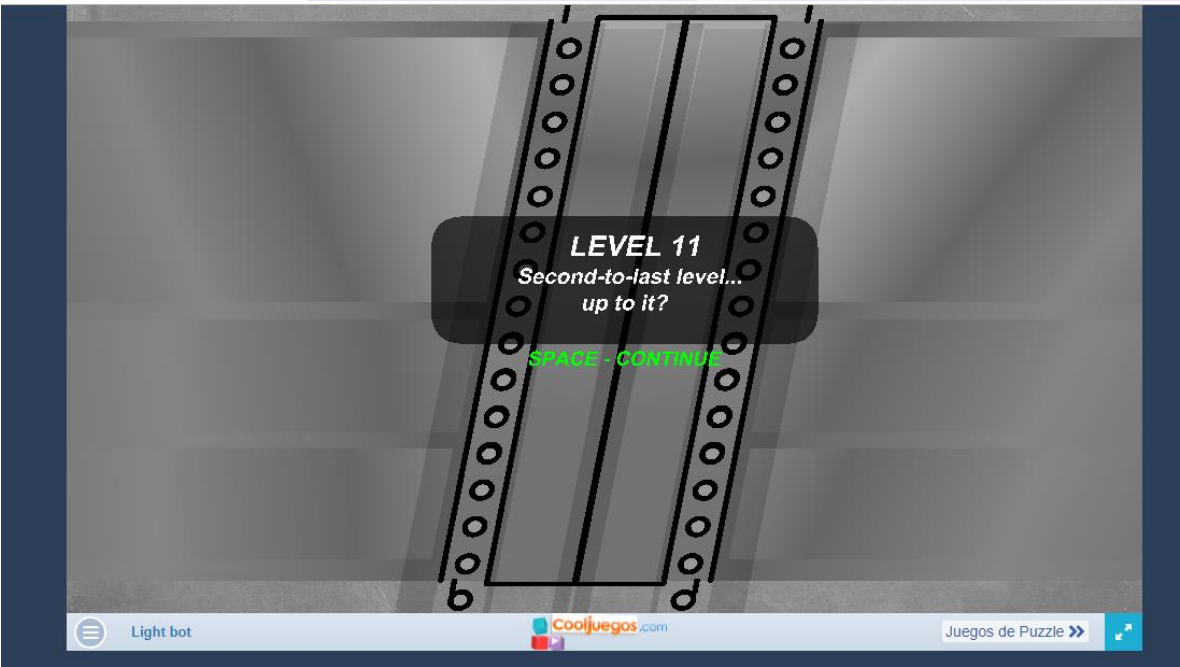 LEVEL 11
Second-to-last level...
up to it?
SPACE - CONTINUE
Light bot
Cooljuegos.com
Juegos de Puzzle »